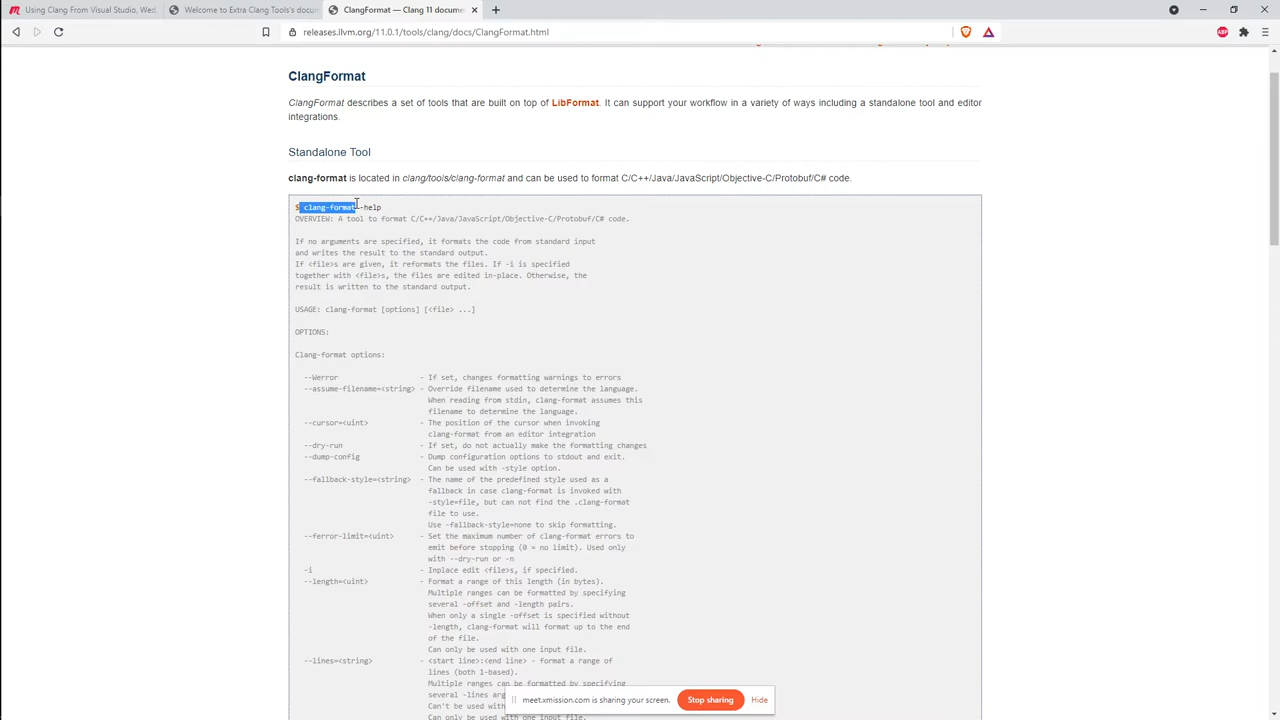 Using Clang From Visual Studio, Wed.
Welcome to Extra Clang Tools's docum
ClangFormat — Clang 11 docume
releases.llvm.org/11.0.1/tools/clang/docs/ClangFormat.html
ABP
ClangFormat
ClangFormat describes a set of tools that are built on top of LibFormat. It can support your workflow in a variety of ways including a standalone tool and editor
integrations.
Standalone Tool
clang-format is located in clang/tools/clang-format and can be used to format C/C++/Java/JavaScript/Objective-C/Protobuf/C# code.
$ clang-format -help
OVERVIEW: A tool to format C/C++/Java/JavaScript/Objective-C/Protobuf/C# code.
If no arguments are specified, it formats the code from standard input
and writes the result to the standard output.
If <file>s are given, it reformats the files. If -i is specified
together with <file>s, the files are edited in-place. Otherwise, the
result is written to the standard output.
USAGE: clang-format [options] [<file> ...]
OPTIONS:
Clang-format options:
--Werror - If set, changes formatting warnings to errors
--assume-filename=<string> - Override filename used to determine the language.
When reading from stdin, clang-format assumes this
filename to determine the language.
--cursor=<uint> - The position of the cursor when invoking
clang-format from an editor integration
--dry-run - If set, do not actually make the formatting changes
--dump-config - Dump configuration options to stdout and exit.
Can be used with -style option.
--fallback-style=<string> - The name of the predefined style used as a
fallback in case clang-format is invoked with
-style=file, but can not find the .clang-format
file to use.
Use -fallback-style=none to skip formatting.
--ferror-limit=<uint> - Set the maximum number of clang-format errors to
emit before stopping (0 = no limit). Used only
with --dry-run or -n
-i - Inplace edit <file>s, if specified.
--length=<uint> - Format a range of this length (in bytes).
Multiple ranges can be formatted by specifying
several -offset and -length pairs.
When only a single -offset is specified without
-length, clang-format will format up to the end
of the file.
Can only be used with one input file.
--lines=<string> - <start line>:<end line> - format a range of
lines (both 1-based).
Multiple ranges can be formatted by specifying
several -lines arg
Can't be used with
Can only be used with one input file.
meet.xmission.com is sharing your screen.
Stop sharing
Hide